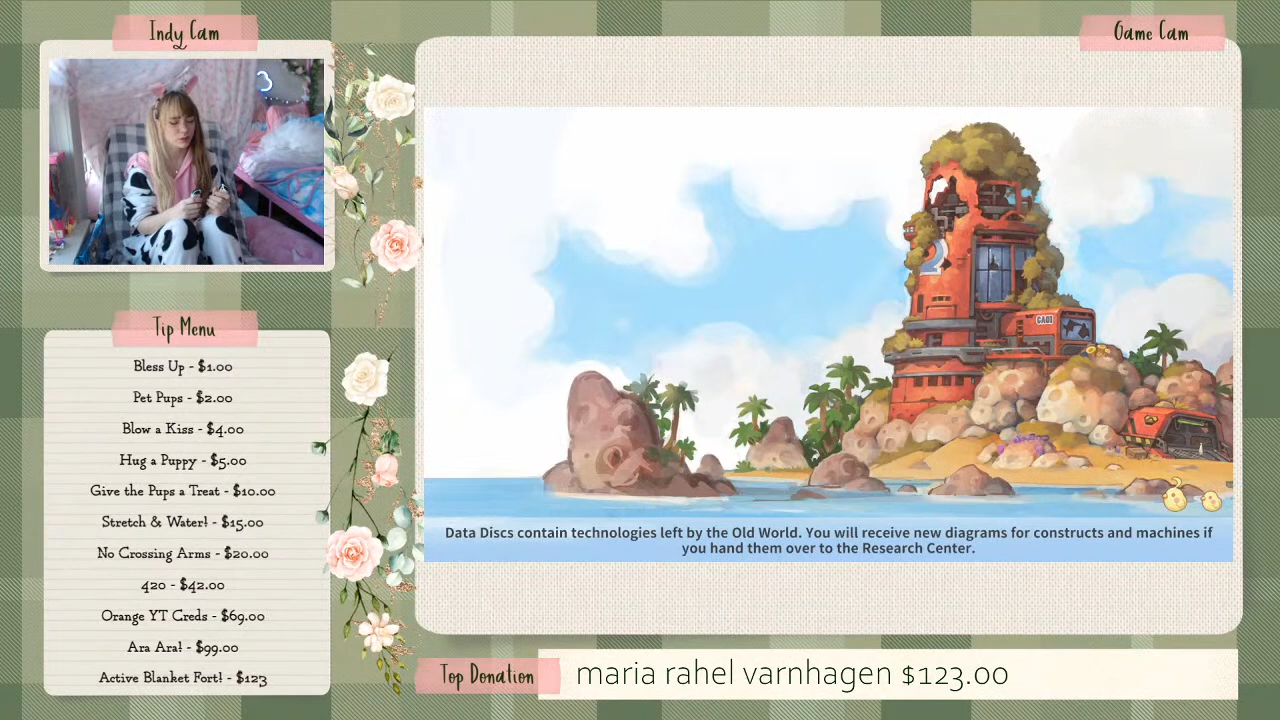 Indy Cam
Game Cam
3
2
CA01
Tip Menu
Bless Up - $1.00
Pet Pups - $2.00
Blow a Kiss - $4.00
Hug a Puppy - $5.00
Give the Pups a Treat - $10.00
Stretch & Water! - $15.00
No Crossing Arms - $20.00
420 - $42.00
Orange YT Creds - $69.00
Ara Ara! - $99.00
Active Blanket Fort! - $123
Data Discs contain technologies left by the Old World. You will receive new diagrams for constructs and machines if
you hand them over to the Research Center.
Top Donation
maria rahel varnhagen $123.00